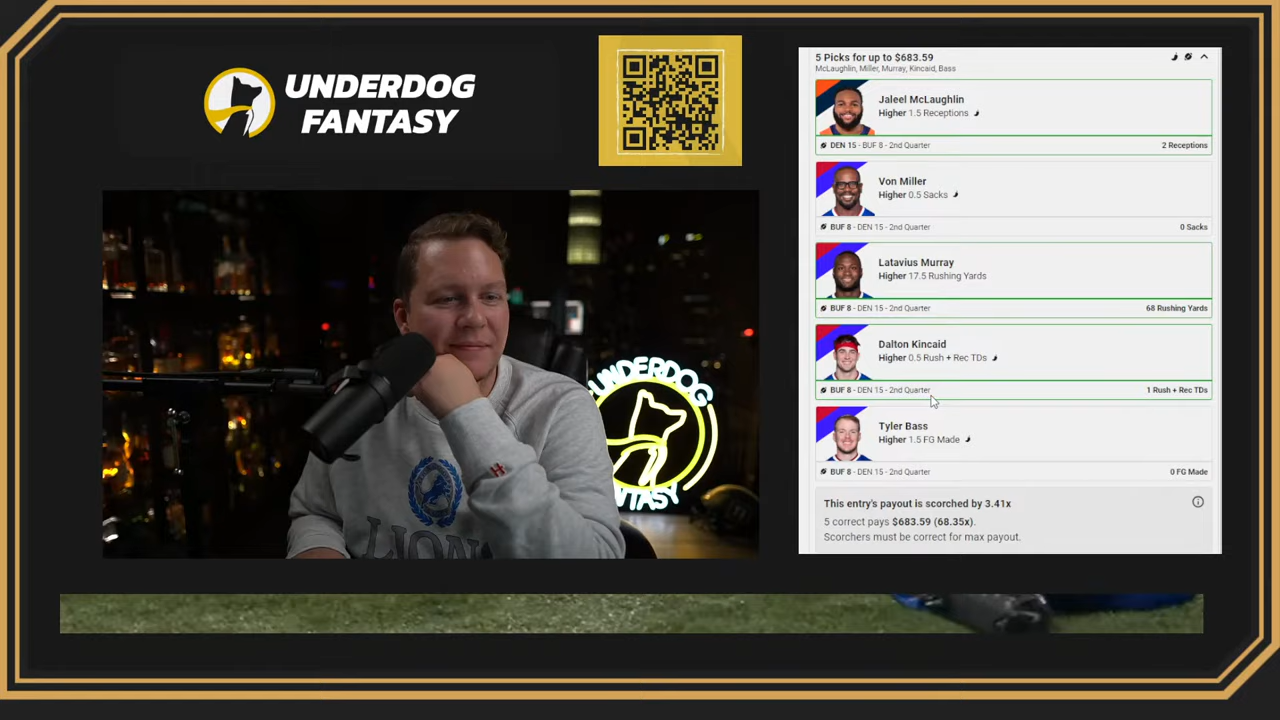 UNDERDOG
FANTASY
5 Picks for up to $683.59
McLaughlin, Miller, Murray, Kincaid, Bass
Jaleel McLaughlin
Higher 1.5 Receptions
DEN 15 - BUF 8 - 2nd Quarter
2 Receptions
Von Miller
Higher 0.5 Sacks
BUF 8 - DEN 15 - 2nd Quarter
0 Sacks
Latavius Murray
Higher 17.5 Rushing Yards
BUF 8 - DEN 15 - 2nd Quarter
68 Rushing Yards
Dalton Kincaid
Higher 0.5 Rush + Rec TDs
BUF 8 - DEN 15 - 2nd Quarter
1 Rush + Rec TDs
Tyler Bass
Higher 1.5 FG Made
BUF 8 - DEN 15 - 2nd Quarter
0 FG Made
This entry's payout is scorched by 3.41x
5 correct pays $683.59 (68.35x).
Scorchers must be correct for max payout.
UNDERDOG
FANTASY
LIONS